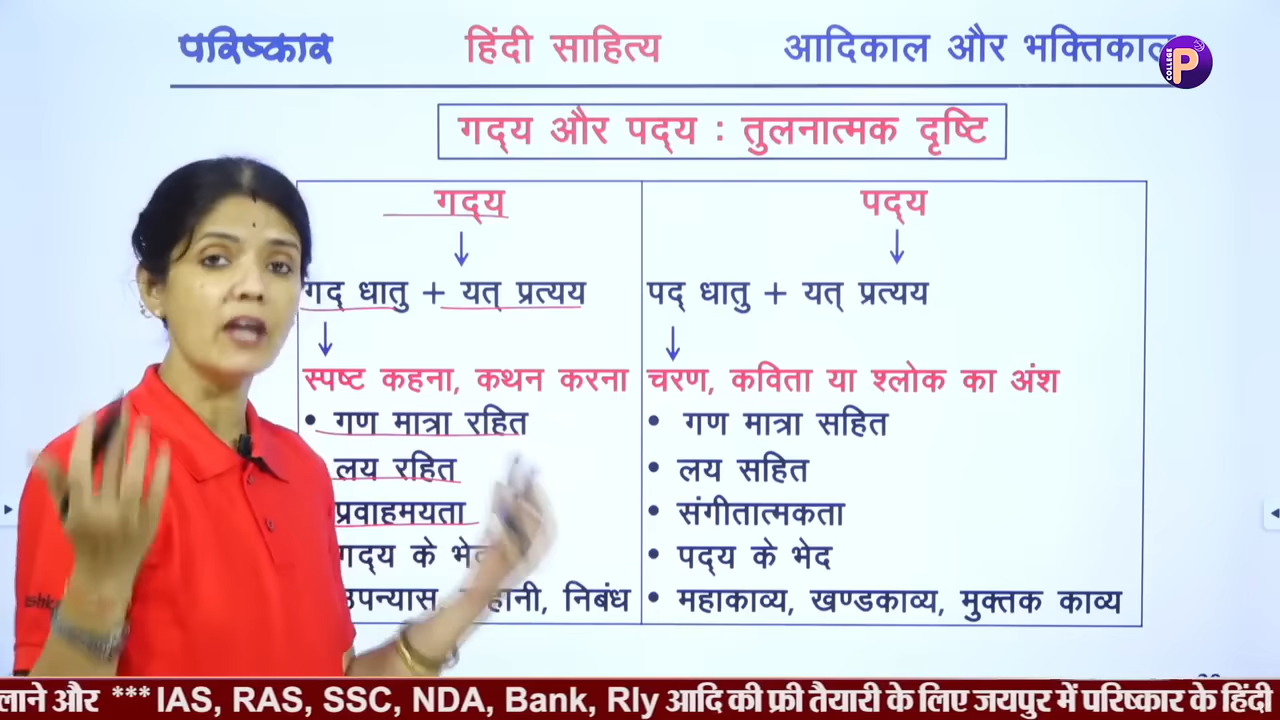 परिष्कार हिंदी साहित्य आदिकाल और भक्तिकाल
COLLEGE P
गद्य और पद्य : तुलनात्मक दृष्टि
गद्य पद्य
गद् धातु + यत् प्रत्यय पद् धातु + यत् प्रत्यय
स्पष्ट कहना, कथन करना चरण, कविता या श्लोक का अंश
• गण मात्रा रहित • गण मात्रा सहित
लय रहित • लय सहित
प्रवाहमयता • संगीतात्मकता
गद्य के • पद्य के भेद
उपन्यास, निबंध • महाकाव्य, खण्डकाव्य, मुक्तक काव्य
लाने और *** IAS, RAS, SSC, NDA, Bank, Rly आदि की फ्री तैयारी के लिए जयपुर में परिष्कार के हिंदी